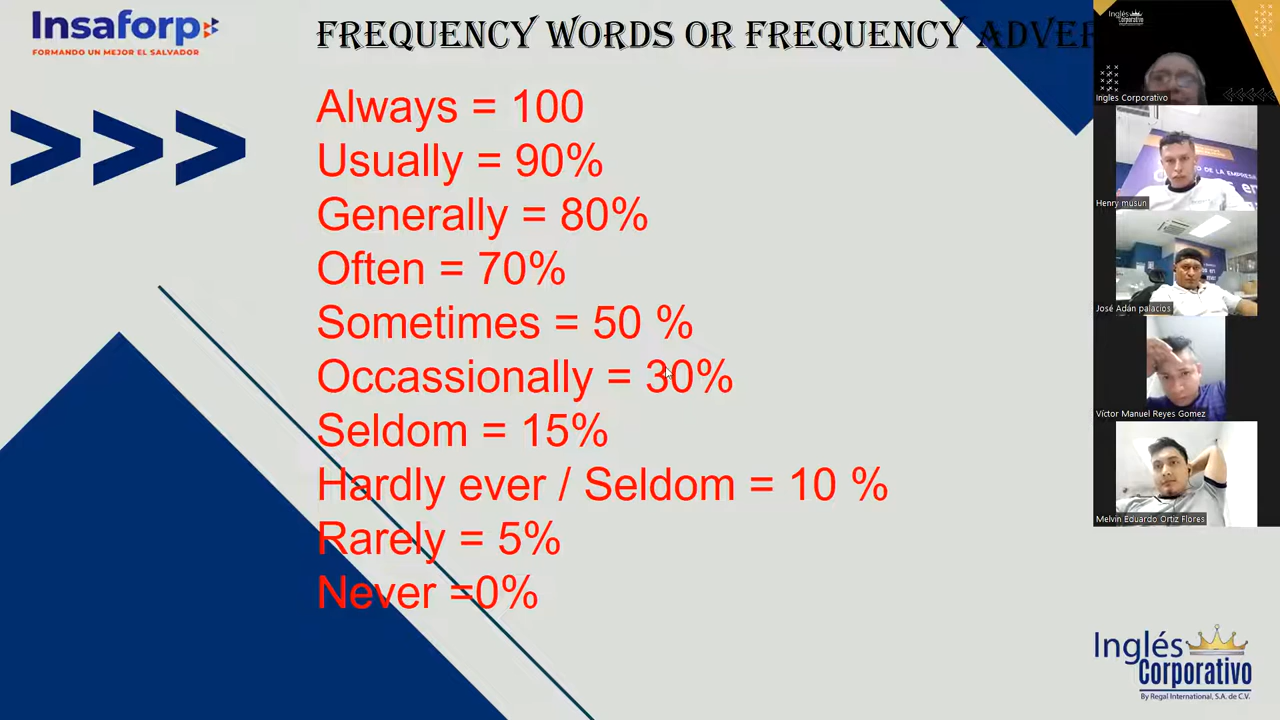 Insaforp
FORMANDO UN MEJOR EL SALVADOR
FREQUENCY WORDS OR FREQUENCY ADVER
Always = 100
Usually = 90%
Generally = 80%
Often = 70%
Sometimes = 50 %
Occassionally = 30%
Seldom = 15%
Hardly ever / Seldom = 10 %
Rarely = 5%
Never =0%
Inglés
Corporativo
Ingles Corporativo
Henry musun
José Adán palacios
Víctor Manuel Reyes Gomez
Melvin Eduardo Ortiz Flores
Inglés
Corporativo
By Regal International, S.A. de C.V.